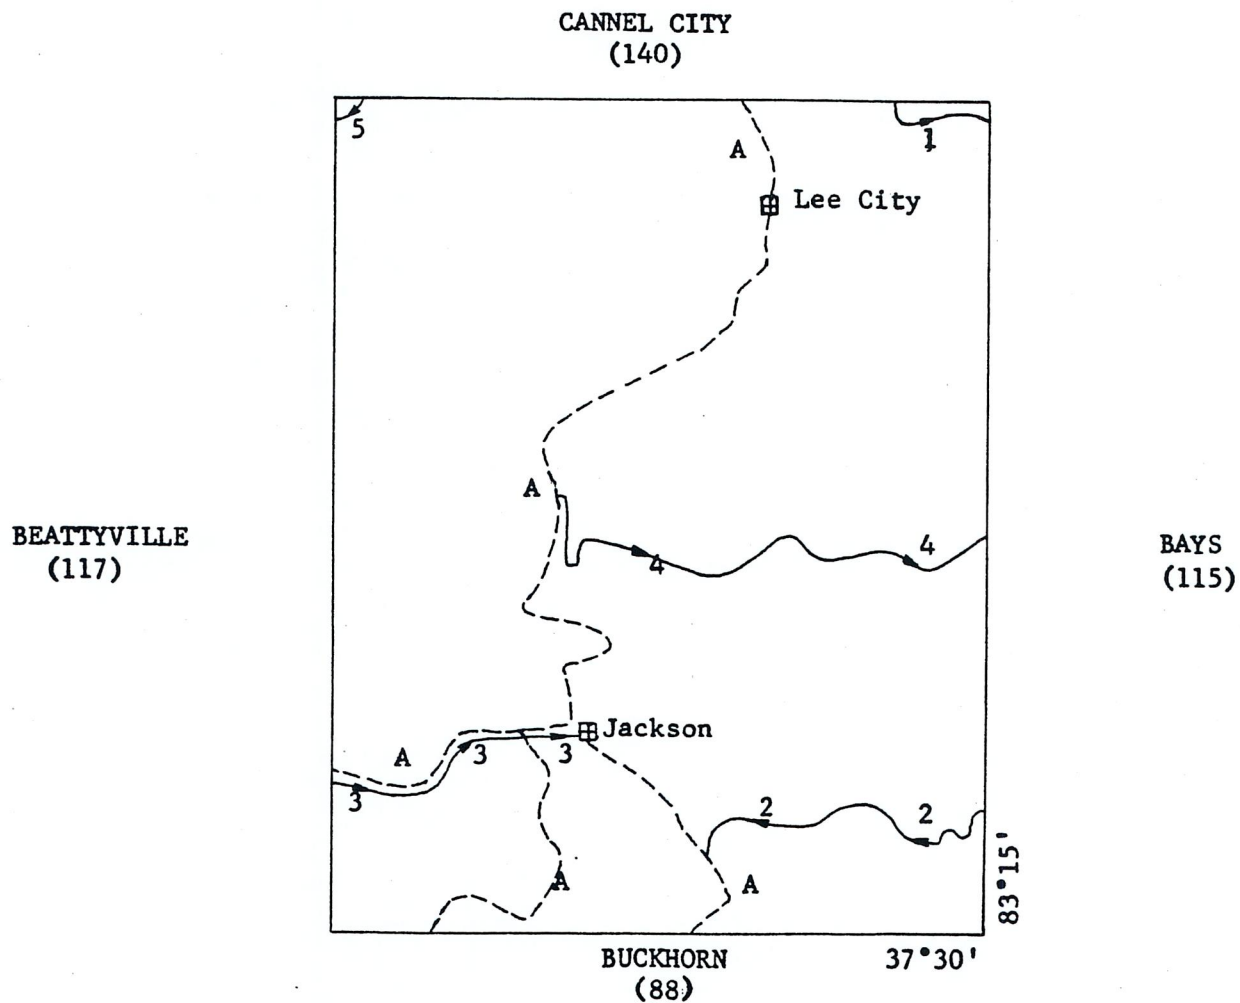 CANNEL CITY
(140)
5
1
A
Lee City
A
BEATTYVILLE
(117)
4
4
BAYS
(115)
Jackson
A
3
3
3
2
2
A
A
83°15'
BUCKHORN
(88)
37°30'